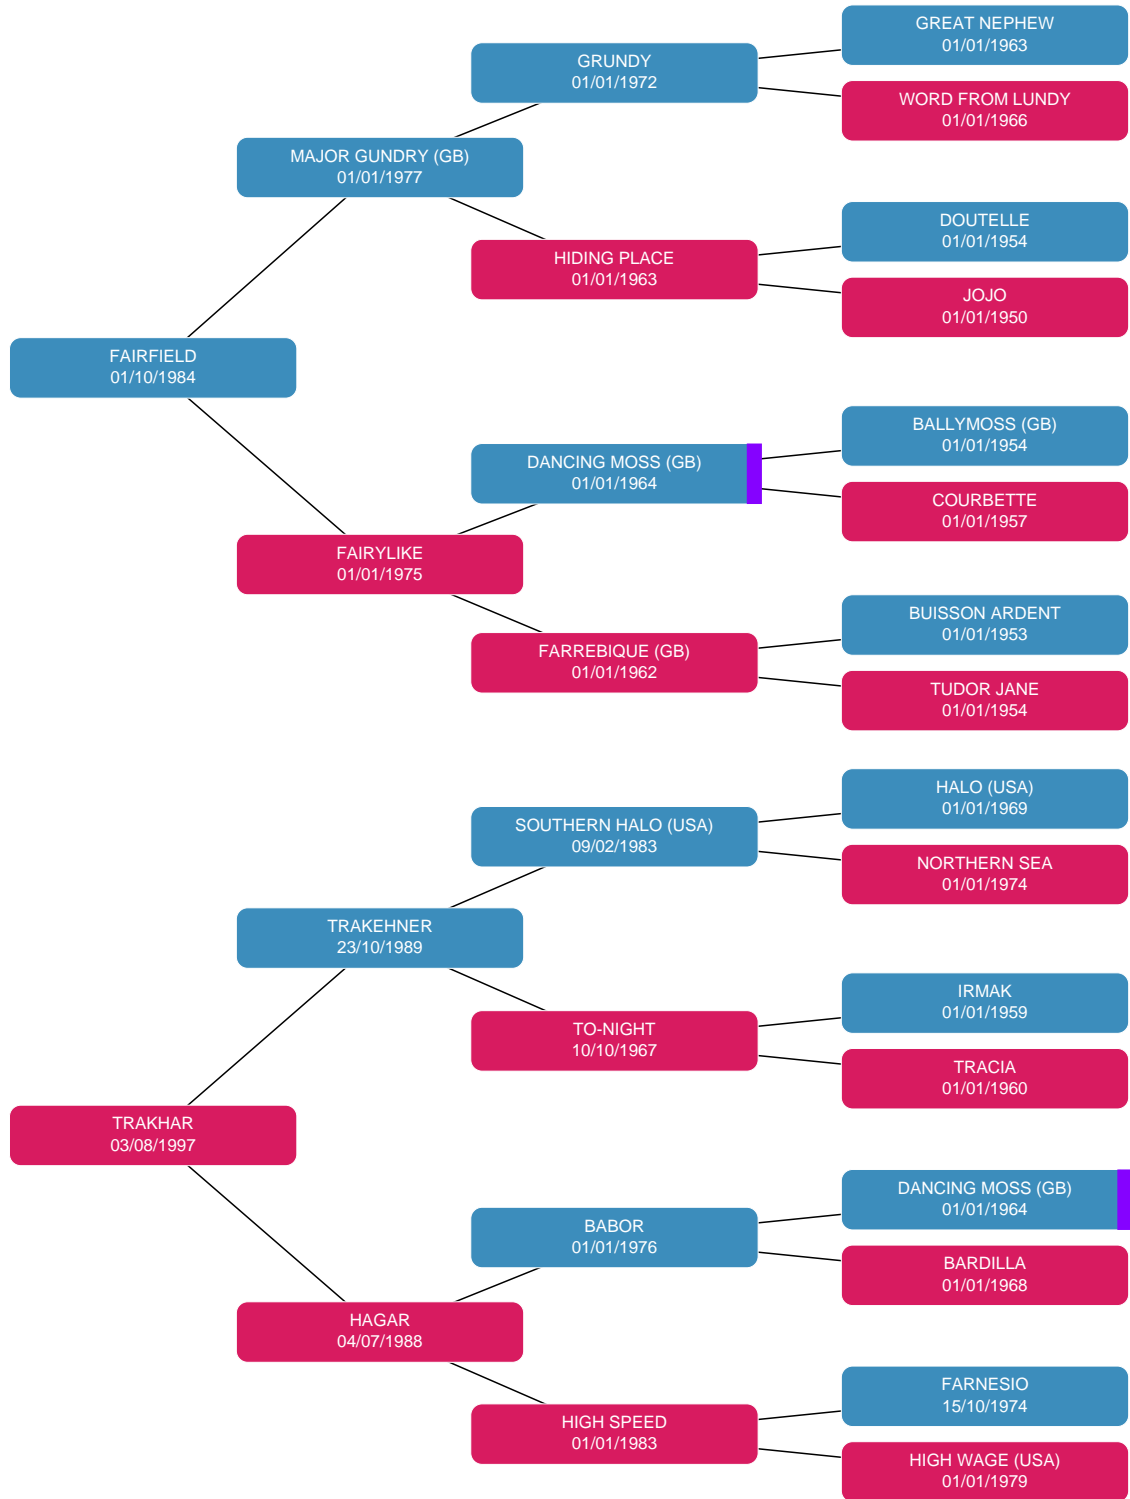 GREAT NEPHEW
01/01/1963
GRUNDY
01/01/1972
WORD FROM LUNDY
01/01/1966
MAJOR GUNDRY (GB)
01/01/1977
DOUTELLE
01/01/1954
HIDING PLACE
01/01/1963
JOJO
01/01/1950
FAIRFIELD
01/10/1984
BALLYMOSS (GB)
01/01/1954
DANCING MOSS (GB)
01/01/1964
COURBETTE
01/01/1957
FAIRYLIKE
01/01/1975
BUISSON ARDENT
01/01/1953
FARREBIQUE (GB)
01/01/1962
TUDOR JANE
01/01/1954
HALO (USA)
01/01/1969
SOUTHERN HALO (USA)
09/02/1983
NORTHERN SEA
01/01/1974
TRAKEHNER
23/10/1989
IRMAK
01/01/1959
TO-NIGHT
10/10/1967
TRACIA
01/01/1960
TRAKHAR
03/08/1997
DANCING MOSS (GB)
01/01/1964
BABOR
01/01/1976
BARDILLA
01/01/1968
HAGAR
04/07/1988
FARNESIO
15/10/1974
HIGH SPEED
01/01/1983
HIGH WAGE (USA)
01/01/1979